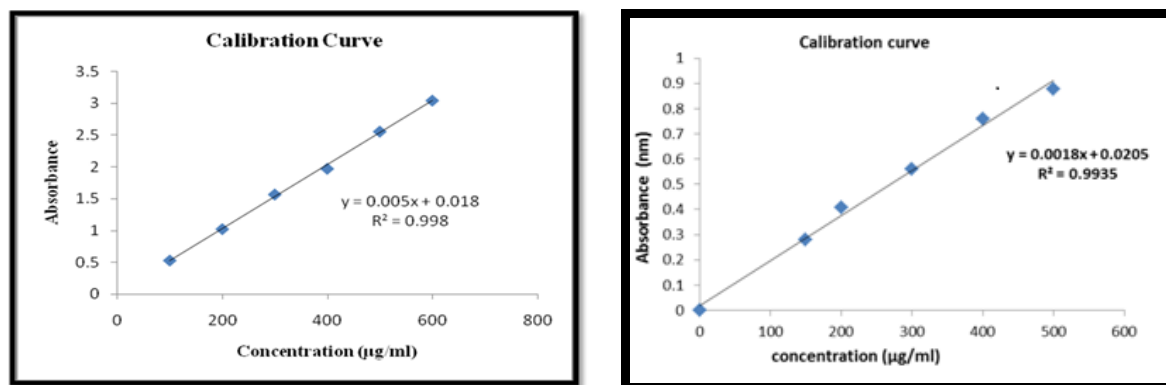 Calibration Curve
3.5
3
2.5
2
1.5
1
0.5
0
Absorbance
y = 0.005x + 0.018
R² = 0.998
0 200 400 600 800
Concentration (µg/ml)
Calibration curve
1
0.9
0.8
0.7
0.6
0.5
0.4
0.3
0.2
0.1
0
Absorbance (nm)
y = 0.0018x + 0.0205
R² = 0.9935
0 100 200 300 400 500 600
concentration (µg/ml)